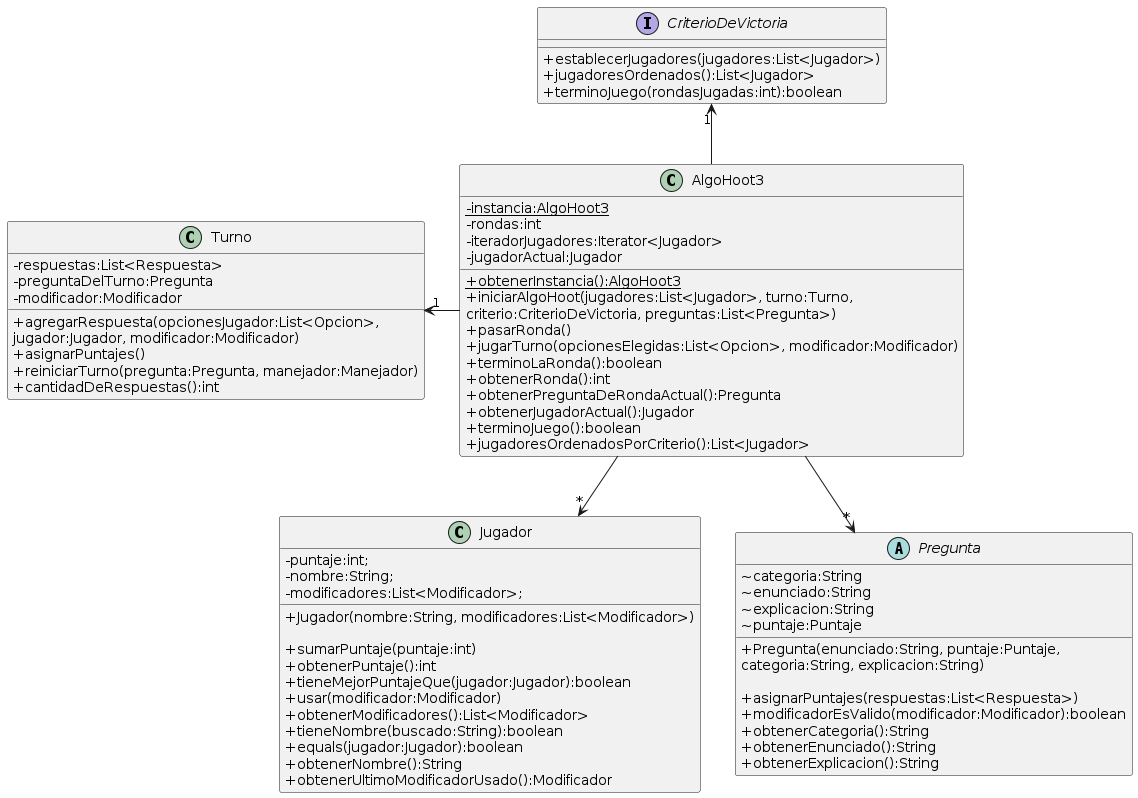 I CriterioDeVictoria
+establecerJugadores(jugadores:List<Jugador>)
+jugadoresOrdenados():List<Jugador>
+terminoJuego(rondasJugadas:int):boolean
1
C AlgoHoot3
-instancia:AlgoHoot3
-rondas:int
-iteradorJugadores:Iterator<Jugador>
-jugadorActual:Jugador
+obtenerInstancia():AlgoHoot3
+iniciarAlgoHoot(jugadores:List<Jugador>, turno:Turno,
criterio:CriterioDeVictoria, preguntas:List<Pregunta>)
+pasarRonda()
+jugarTurno(opcionesElegidas:List<Opcion>, modificador:Modificador)
+terminoLaRonda():boolean
+obtenerRonda():int
+obtenerPreguntaDeRondaActual():Pregunta
+obtenerJugadorActual():Jugador
+terminoJuego():boolean
+jugadoresOrdenadosPorCriterio():List<Jugador>
C Turno
-respuestas:List<Respuesta>
-preguntaDelTurno:Pregunta
-modificador:Modificador
+agregarRespuesta(opcionesJugador:List<Opcion>,
jugador:Jugador, modificador:Modificador)
+asignarPuntajes()
+reiniciarTurno(pregunta:Pregunta, manejador:Manejador)
+cantidadDeRespuestas():int
1
*
*
C Jugador
-puntaje:int;
-nombre:String;
-modificadores:List<Modificador>;
+Jugador(nombre:String, modificadores:List<Modificador>)
+sumarPuntaje(puntaje:int)
+obtenerPuntaje():int
+tieneMejorPuntajeQue(jugador:Jugador):boolean
+usar(modificador:Modificador)
+obtenerModificadores():List<Modificador>
+tieneNombre(buscado:String):boolean
+equals(jugador:Jugador):boolean
+obtenerNombre():String
+obtenerUltimoModificadorUsado():Modificador
A Pregunta
~categoria:String
~enunciado:String
~explicacion:String
~puntaje:Puntaje
+Pregunta(enunciado:String, puntaje:Puntaje,
categoria:String, explicacion:String)
+asignarPuntajes(respuestas:List<Respuesta>)
+modificadorEsValido(modificador:Modificador):boolean
+obtenerCategoria():String
+obtenerEnunciado():String
+obtenerExplicacion():String